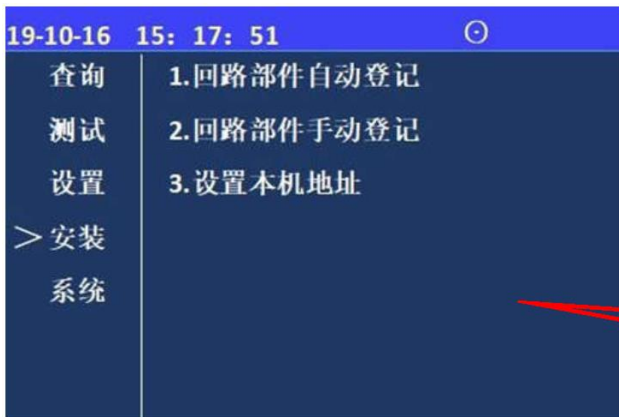 19-10-16 15：17：51
查询
测试
设置
＞安装
系统
1.回路部件自动登记
2.回路部件手动登记
3.设置本机地址